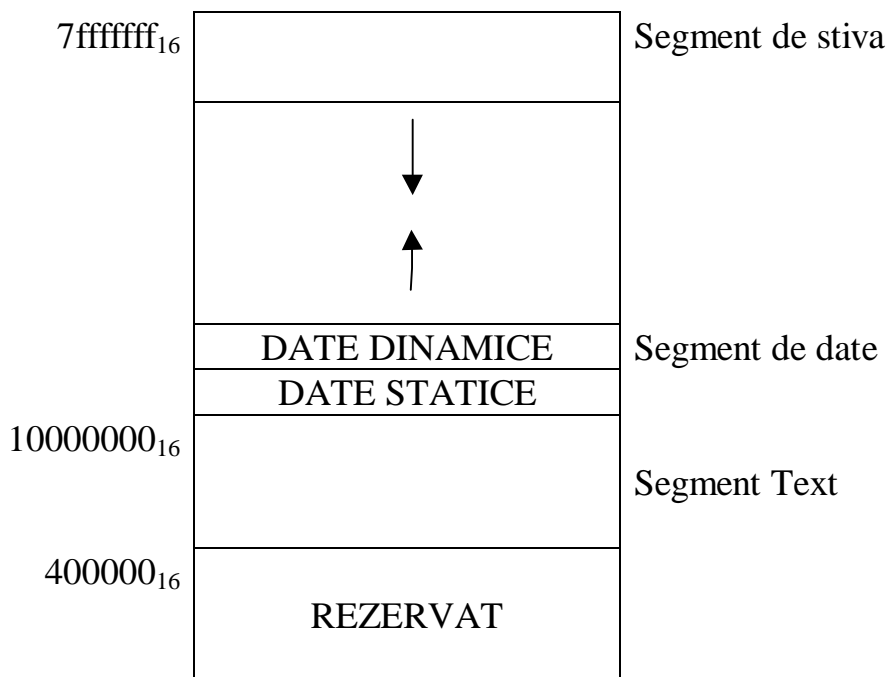 7fffffff₁₆ Segment de stiva
DATE DINAMICE Segment de date
DATE STATICE
10000000₁₆
Segment Text
400000₁₆
REZERVAT